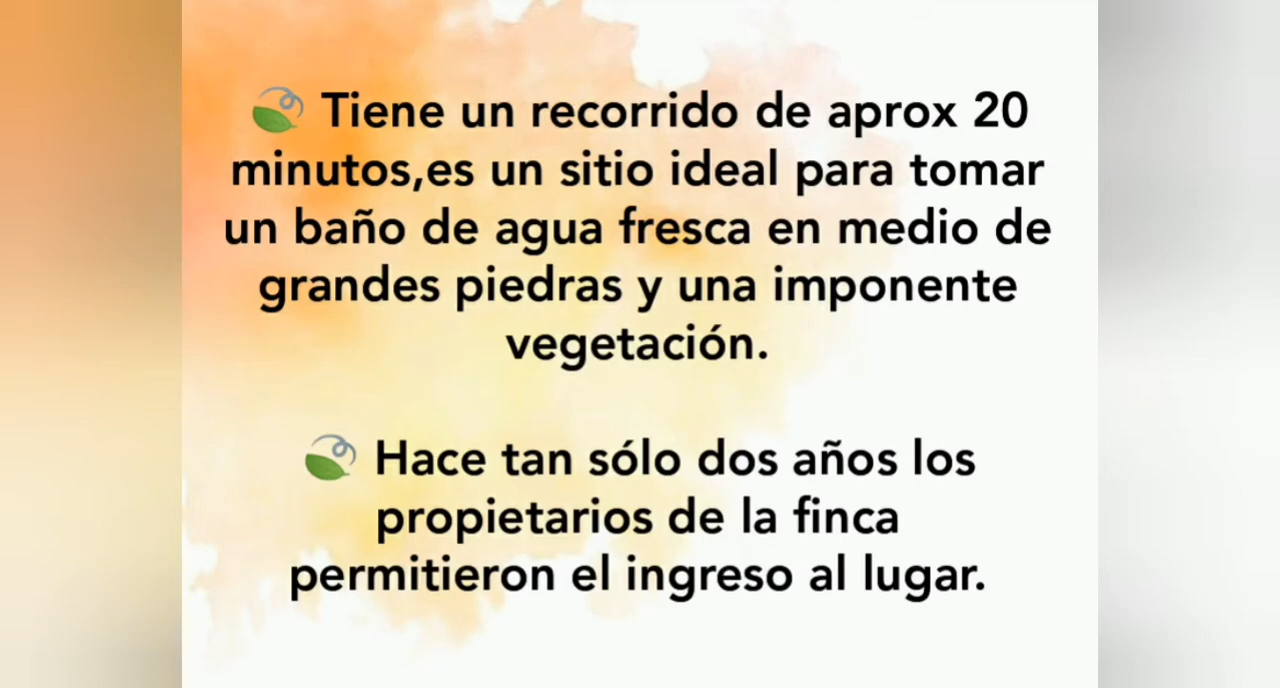 🍃 Tiene un recorrido de aprox 20
minutos,es un sitio ideal para tomar
un baño de agua fresca en medio de
grandes piedras y una imponente
vegetación.
🍃 Hace tan sólo dos años los
propietarios de la finca
permitieron el ingreso al lugar.